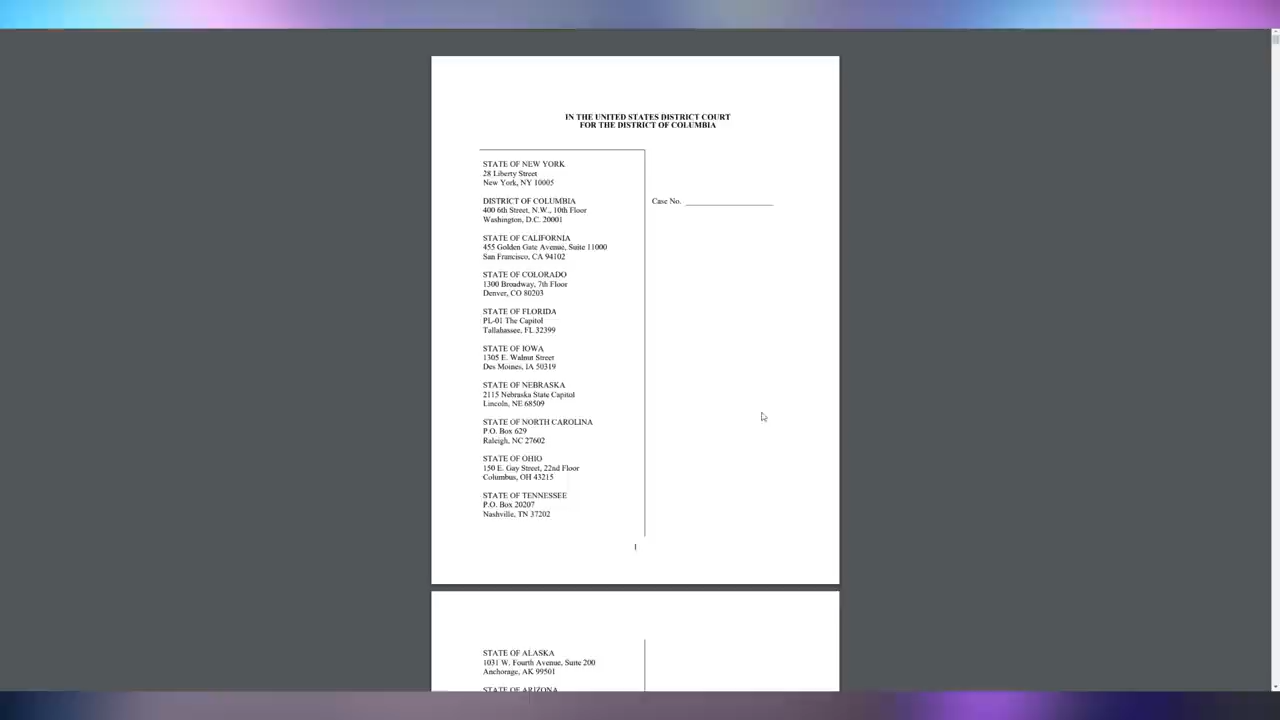 IN THE UNITED STATES DISTRICT COURT
FOR THE DISTRICT OF COLUMBIA
STATE OF NEW YORK
28 Liberty Street
New York, NY 10005
DISTRICT OF COLUMBIA
400 6th Street, N.W., 10th Floor
Washington, D.C. 20001
STATE OF CALIFORNIA
455 Golden Gate Avenue, Suite 11000
San Francisco, CA 94102
STATE OF COLORADO
1300 Broadway, 7th Floor
Denver, CO 80203
STATE OF FLORIDA
PL-01 The Capitol
Tallahassee, FL 32399
STATE OF IOWA
1305 E. Walnut Street
Des Moines, IA 50319
STATE OF NEBRASKA
2115 Nebraska State Capitol
Lincoln, NE 68509
STATE OF NORTH CAROLINA
P.O. Box 629
Raleigh, NC 27602
STATE OF OHIO
150 E. Gay Street, 22nd Floor
Columbus, OH 43215
STATE OF TENNESSEE
P.O. Box 20207
Nashville, TN 37202
Case No. ____________________
1
STATE OF ALASKA
1031 W. Fourth Avenue, Suite 200
Anchorage, AK 99501
STATE OF ARIZONA